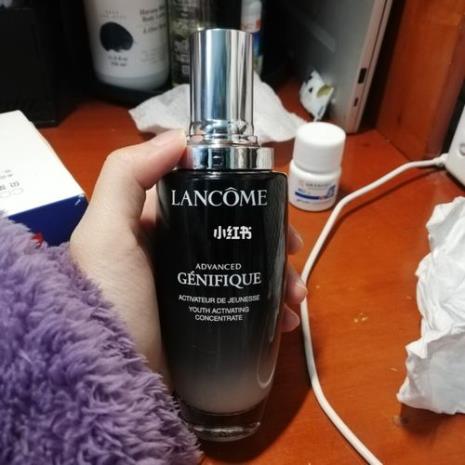 LANCÔME
小红书
ADVANCED
GÉNIFIQUE
ACTIVATEUR DE JEUNESSE
YOUTH ACTIVATING
CONCENTRATE